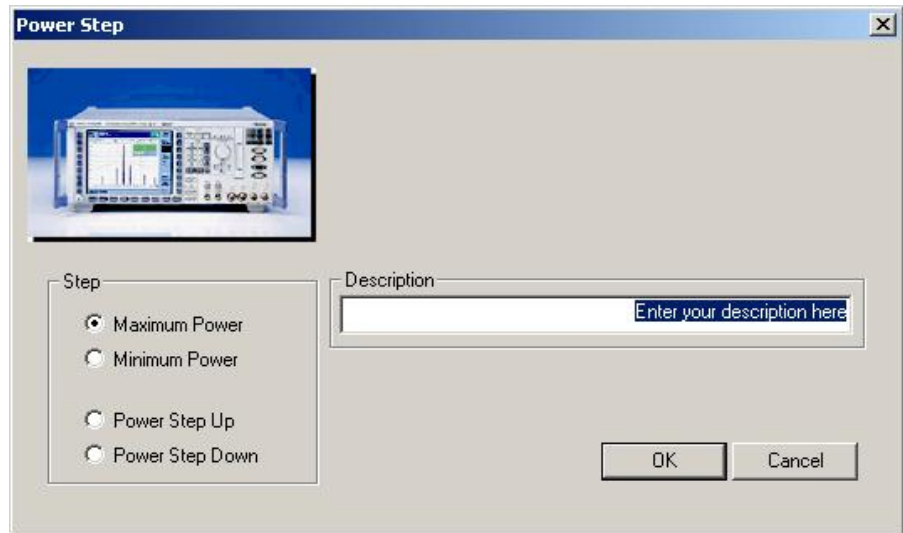 Power Step
Step
Maximum Power
Minimum Power
Power Step Up
Power Step Down
Description
Enter your description here
OK
Cancel